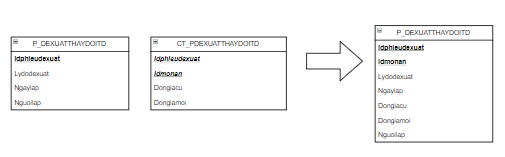 P_DEXUATTHAYDOITD
Idphieudexuat
Lydodexuat
Ngaylap
Nguoilap
CT_PDEXUATTHAYDOITD
Idphieudexuat
Idmonan
Dongiacu
Dongiamoi
P_DEXUATTHAYDOITD
Idphieudexuat
Idmonan
Lydodexuat
Ngaylap
Dongiacu
Dongiamoi
Nguoilap